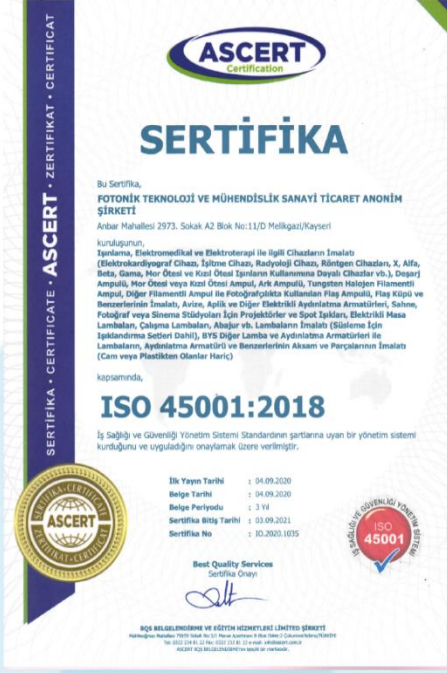 ASCERT
Certification
SERTİFİKA • CERTIFICATE • ASCERT • ZERTIFIKAT • CERTIFICAT
SERTİFİKA
Bu Sertifika,
FOTONİK TEKNOLOJİ VE MÜHENDİSLİK SANAYİ TİCARET ANONİM
ŞİRKETİ
Anbar Mahallesi 2973. Sokak A2 Blok No:11/D Melikgazi/Kayseri
kuruluşunun,
Işınlama, Elektromedikal ve Elektroterapi ile ilgili Cihazların İmalatı
(Elektrokardiyograf Cihazı, İşitme Cihazı, Radyoloji Cihazı, Röntgen Cihazları, X, Alfa,
Beta, Gama, Mor Ötesi ve Kızıl Ötesi Işınların Kullanımına Dayalı Cihazlar vb.), Deşarj
Ampulü, Mor Ötesi veya Kızıl Ötesi Ampul, Ark Ampulü, Tungsten Halojen Filamentli
Ampul, Diğer Filamentli Ampul ile Fotoğrafçılıkta Kullanılan Flaş Ampulü, Flaş Küpü ve
Benzerlerinin İmalatı, Avize, Aplik ve Diğer Elektrikli Aydınlatma Armatürleri, Sahne,
Fotoğraf veya Sinema Stüdyoları İçin Projektörler ve Spot Işıkları, Elektrikli Masa
Lambaları, Çalışma Lambaları, Abajur vb. Lambaların İmalatı (Süsleme İçin
Işıklandırma Setleri Dahil), BYS Diğer Lamba ve Aydınlatma Armatürleri ile
Lambaların, Aydınlatma Armatürü ve Benzerlerinin Aksam ve Parçalarının İmalatı
(Cam veya Plastikten Olanlar Hariç)
kapsamında,
ISO 45001:2018
İş Sağlığı ve Güvenliği Yönetim Sistemi Standardının şartlarına uyan bir yönetim sistemi
kurduğunu ve uyguladığını onaylamak üzere verilmiştir.
İlk Yayın Tarihi : 04.09.2020
Belge Tarihi : 04.09.2020
Belge Periyodu : 3 Yıl
Sertifika Bitiş Tarihi : 03.09.2021
Sertifika No : IO.2020.1035
ASCERT
İŞ SAĞLIĞI VE GÜVENLİĞİ YÖNETİM SİSTEMİ
ISO
45001
Best Quality Services
Sertifika Onayı
BQS BELGELENDİRME VE EĞİTİM HİZMETLERİ LİMİTED ŞİRKETİ